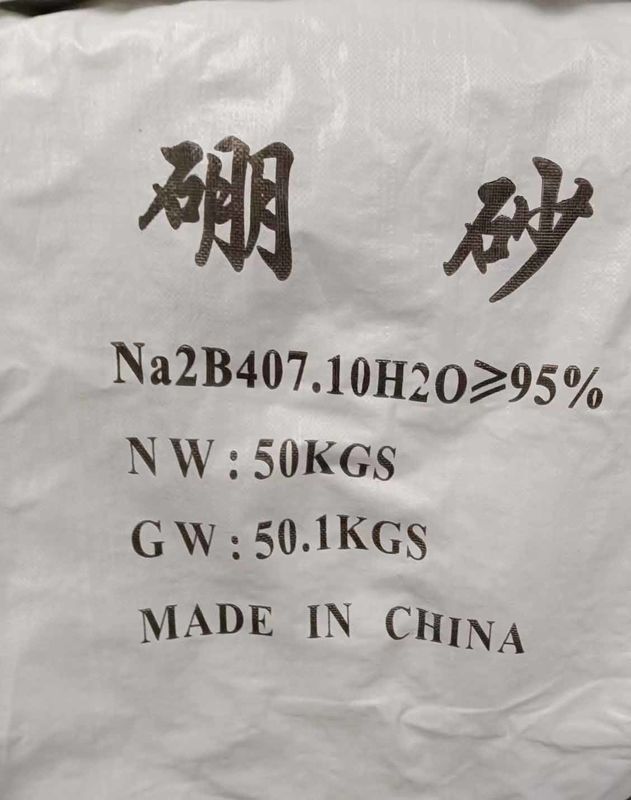 硼砂
Na2B407.10H2O≥95%
NW:50KGS
GW:50.1KGS
MADE IN CHINA